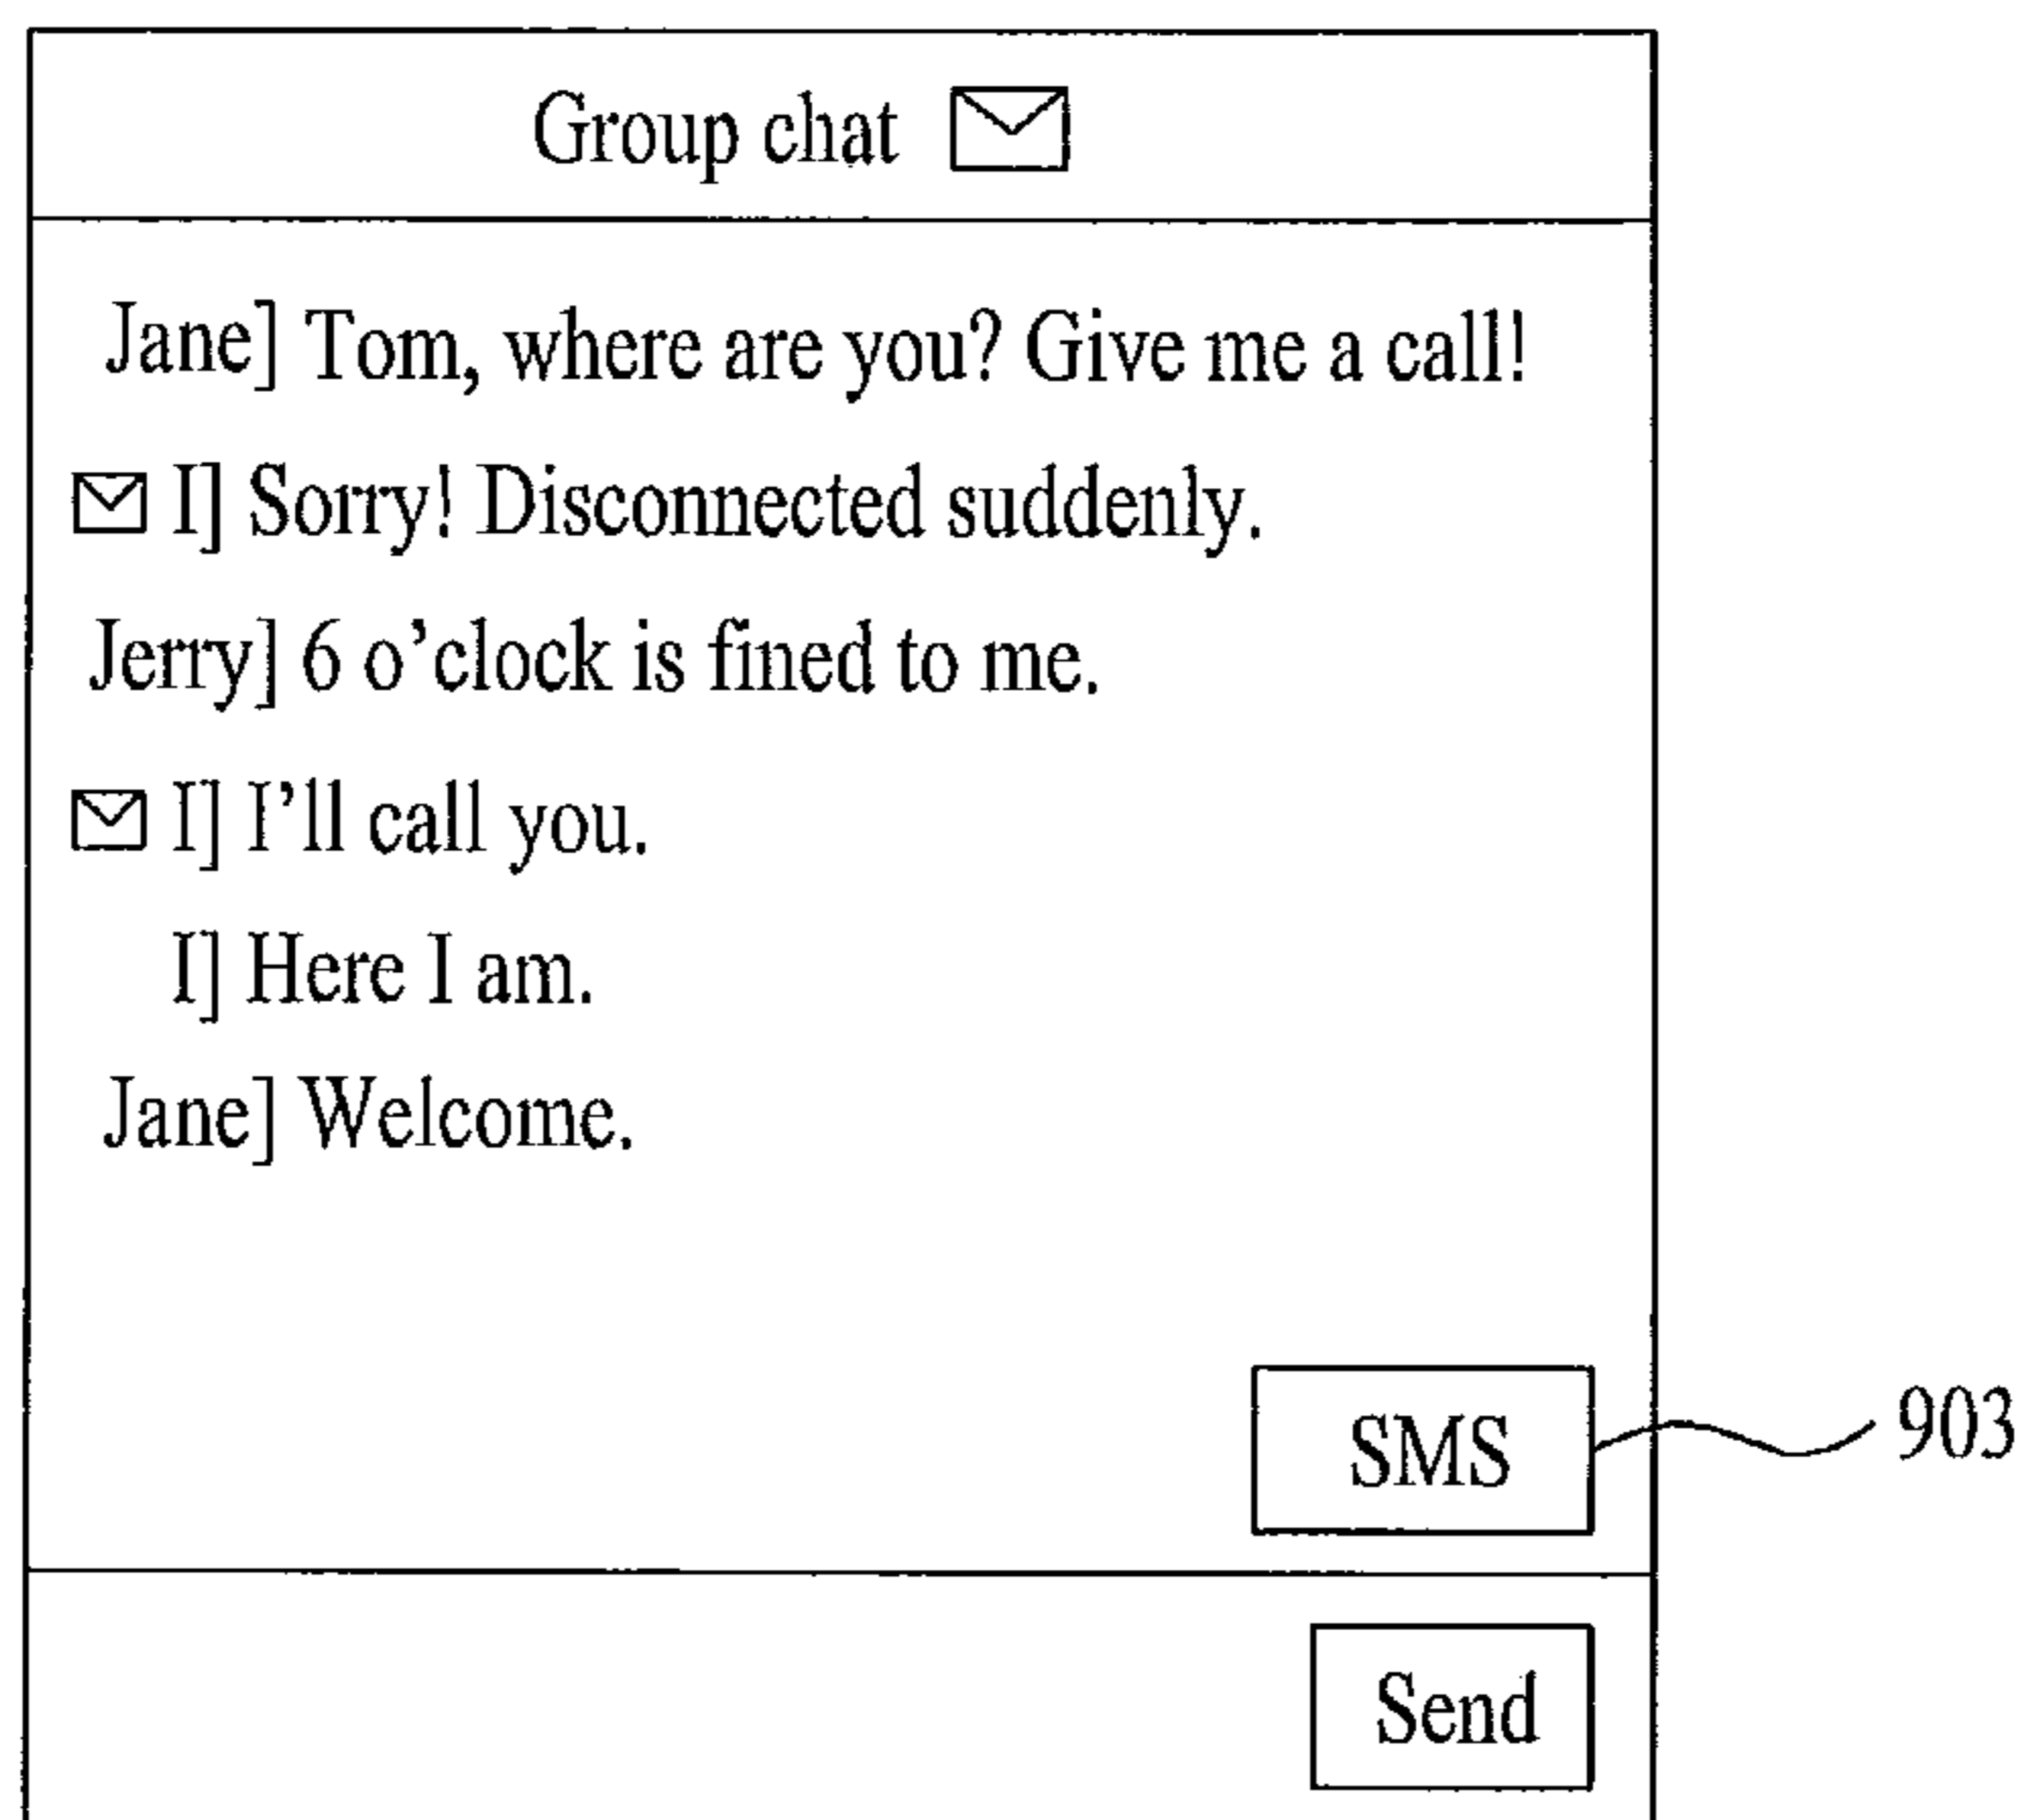 Group chat
Jane] Tom, where are you? Give me a call!
I] Sorry! Disconnected suddenly.
Jerry] 6 o’clock is fined to me.
I] I’ll call you.
I] Here I am.
Jane] Welcome.
SMS
903
Send